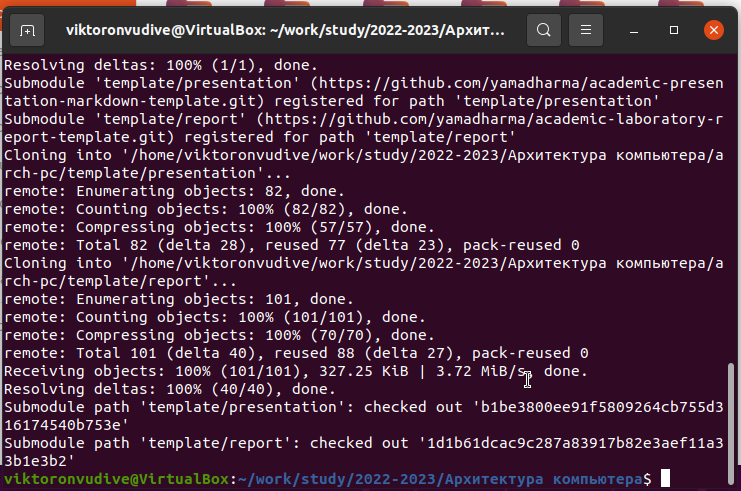 viktoronvudive@VirtualBox: ~/work/study/2022-2023/Архит...
Resolving deltas: 100% (1/1), done.
Submodule 'template/presentation' (https://github.com/yamadharma/academic-presen
tation-markdown-template.git) registered for path 'template/presentation'
Submodule 'template/report' (https://github.com/yamadharma/academic-laboratory-r
eport-template.git) registered for path 'template/report'
Cloning into '/home/viktoronvudive/work/study/2022-2023/Архитектура компьютера/a
rch-pc/template/presentation'...
remote: Enumerating objects: 82, done.
remote: Counting objects: 100% (82/82), done.
remote: Compressing objects: 100% (57/57), done.
remote: Total 82 (delta 28), reused 77 (delta 23), pack-reused 0
Cloning into '/home/viktoronvudive/work/study/2022-2023/Архитектура компьютера/a
rch-pc/template/report'...
remote: Enumerating objects: 101, done.
remote: Counting objects: 100% (101/101), done.
remote: Compressing objects: 100% (70/70), done.
remote: Total 101 (delta 40), reused 88 (delta 27), pack-reused 0
Receiving objects: 100% (101/101), 327.25 KiB | 3.72 MiB/s, done.
Resolving deltas: 100% (40/40), done.
Submodule path 'template/presentation': checked out 'b1be3800ee91f5809264cb755d3
16174540b753e'
Submodule path 'template/report': checked out '1d1b61dcac9c287a83917b82e3aef11a3
3b1e3b2'
viktoronvudive@VirtualBox:~/work/study/2022-2023/Архитектура компьютера$